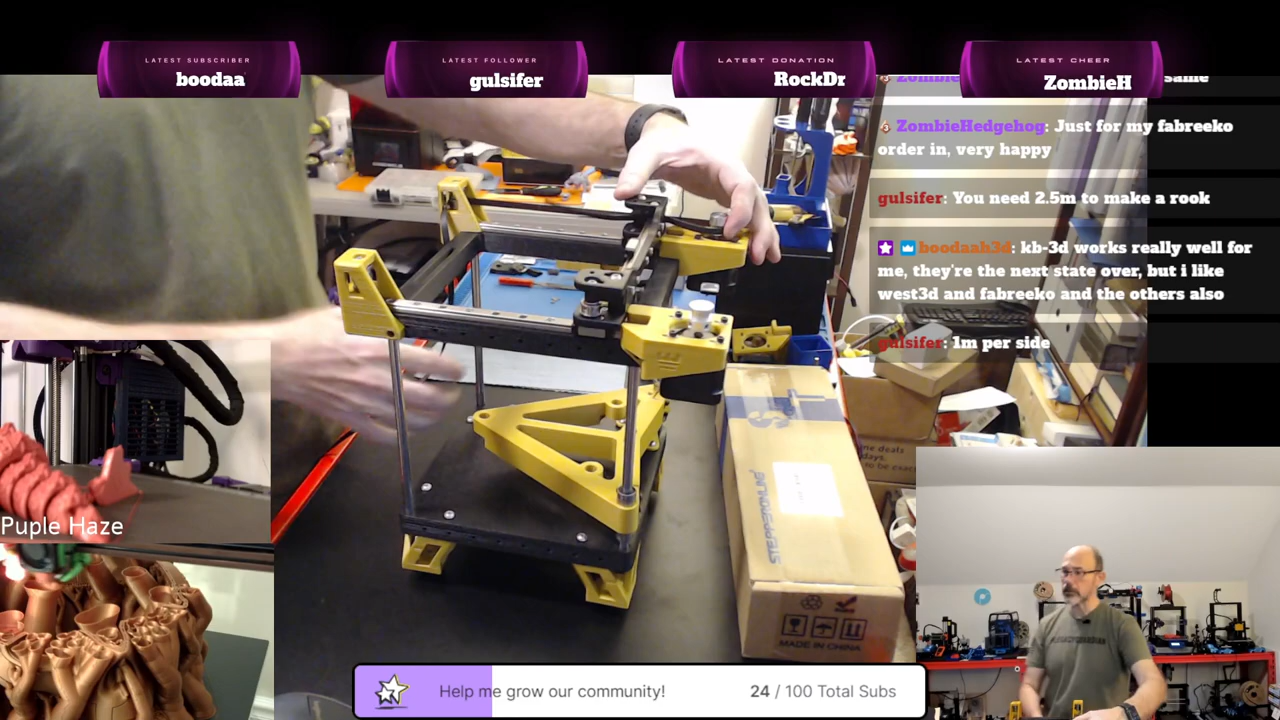 LATEST SUBSCRIBER
boodaa
LATEST FOLLOWER
gulsifer
LATEST DONATION
RockDr
LATEST CHEER
ZombieH
Zombie
same
ZombieHedgehog: Just for my fabreeko
order in, very happy
gulsifer: You need 2.5m to make a rook
boodaah3d: kb-3d works really well for
me, they're the next state over, but i like
west3d and fabreeko and the others also
gulsifer: 1m per side
STEPPERONLINE
MADE IN CHINA
Puple Haze
Help me grow our community!
24 / 100 Total Subs